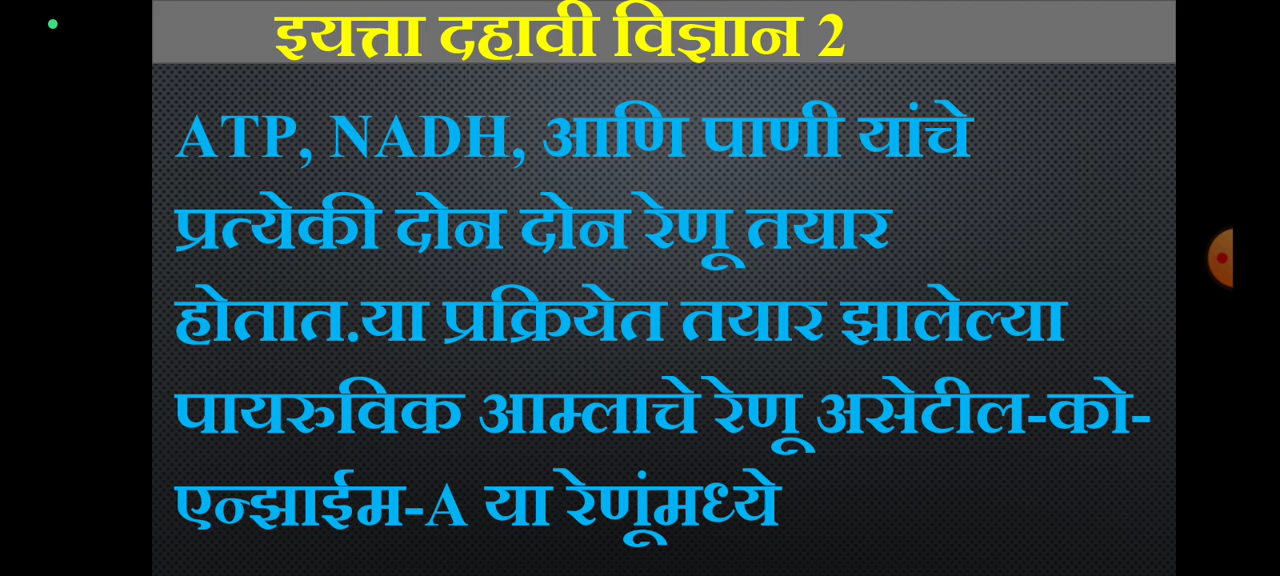 इयत्ता दहावी विज्ञान 2
ATP, NADH, आणि पाणी यांचे
प्रत्येकी दोन दोन रेणू तयार
होतात.या प्रक्रियेत तयार झालेल्या
पायरुविक आम्लाचे रेणू असेटील-को-
एन्झाईम-A या रेणूंमध्ये